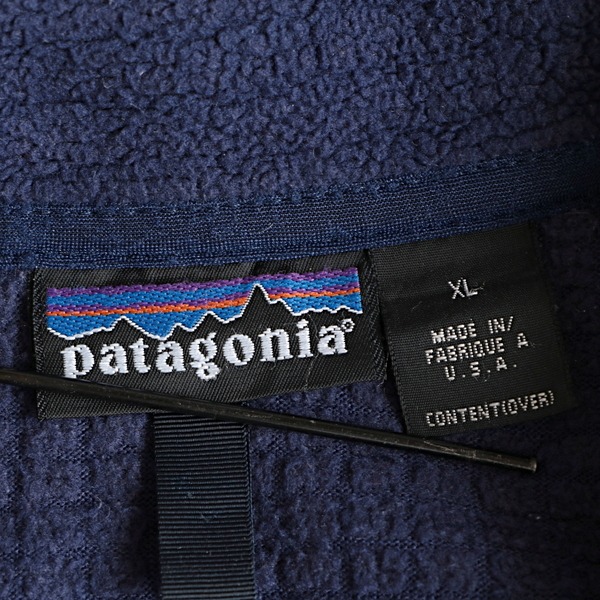 patagonia®
XL
MADE IN/
FABRIQUE A
U.S.A.
CONTENT(OVER)